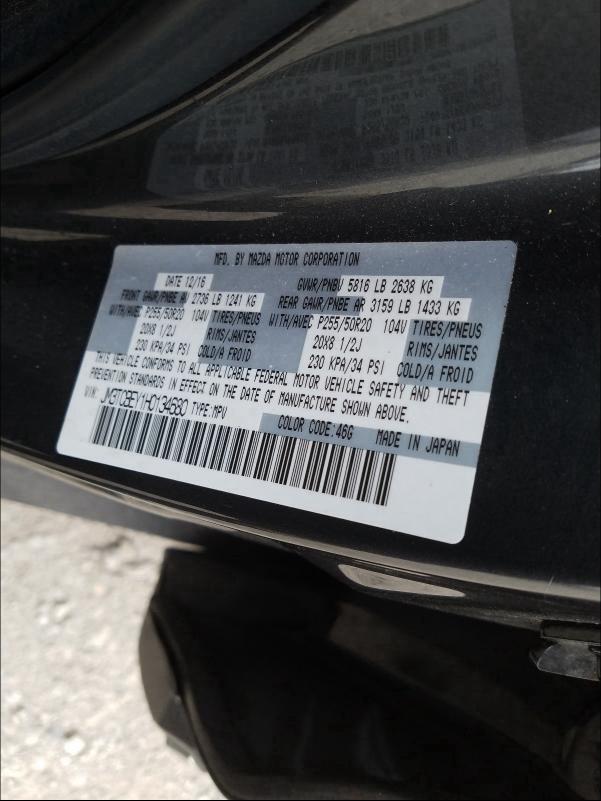 MFD. BY MAZDA MOTOR CORPORATION
DATE 12/16 GVWR/PNBV 5816 LB 2638 KG
FRONT GAWR/PNBE AV 2736 LB 1241 KG REAR GAWR/PNBE AR 3159 LB 1433 KG
WITH/AVEC P255/50R20 104V TIRES/PNEUS WITH/AVEC P255/50R20 104V TIRES/PNEUS
20X8 1/2J RIMS/JANTES 20X8 1/2J RIMS/JANTES
230 KPA/34 PSI COLD/A FROID 230 KPA/34 PSI COLD/A FROID
THIS VEHICLE CONFORMS TO ALL APPLICABLE FEDERAL MOTOR VEHICLE SAFETY AND THEFT
PREVENTION STANDARDS IN EFFECT ON THE DATE OF MANUFACTURE SHOWN ABOVE.
VIN: JM3TCBEY1H0134680 TYPE:MPV
COLOR CODE:46G MADE IN JAPAN